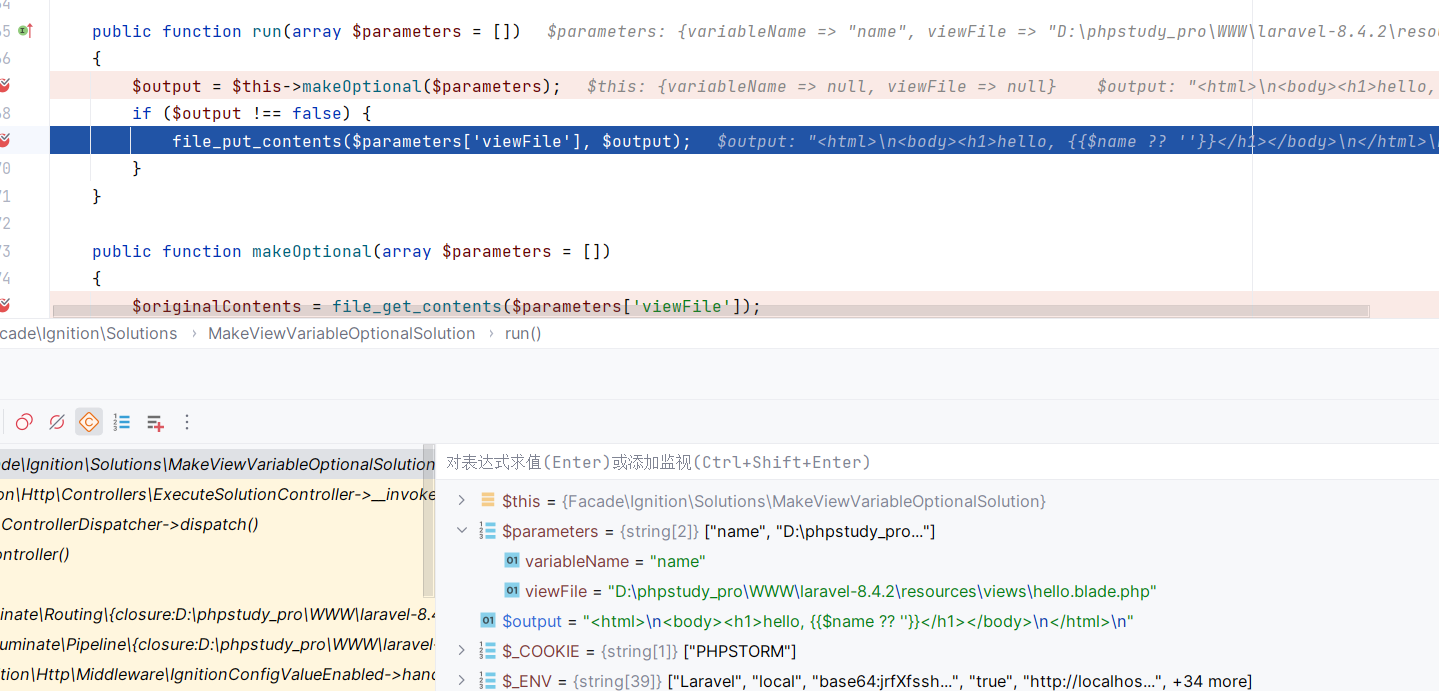 64
65 public function run(array $parameters = []) $parameters: {variableName => "name", viewFile => "D:\phpstudy_pro\WWW\laravel-8.4.2\resou
66 {
$output = $this->makeOptional($parameters); $this: {variableName => null, viewFile => null} $output: "<html>\n<body><h1>hello,
68 if ($output !== false) {
file_put_contents($parameters['viewFile'], $output); $output: "<html>\n<body><h1>hello, {{$name ?? ''}}</h1></body>\n</html>\
70 }
71 }
72
73 public function makeOptional(array $parameters = [])
74 {
$originalContents = file_get_contents($parameters['viewFile']);
cade\Ignition\Solutions › MakeViewVariableOptionalSolution › run()
de\Ignition\Solutions\MakeViewVariableOptionalSolution
on\Http\Controllers\ExecuteSolutionController->__invoke
ControllerDispatcher->dispatch()
ontroller()
inate\Routing\{closure:D:\phpstudy_pro\WWW\laravel-8.4
uminate\Pipeline\{closure:D:\phpstudy_pro\WWW\laravel-
tion\Http\Middleware\IgnitionConfigValueEnabled->hand
对表达式求值(Enter)或添加监视(Ctrl+Shift+Enter)
$this = {Facade\Ignition\Solutions\MakeViewVariableOptionalSolution}
$parameters = {string[2]} ["name", "D:\phpstudy_pro..."]
variableName = "name"
viewFile = "D:\phpstudy_pro\WWW\laravel-8.4.2\resources\views\hello.blade.php"
$output = "<html>\n<body><h1>hello, {{$name ?? ''}}</h1></body>\n</html>\n"
$_COOKIE = {string[1]} ["PHPSTORM"]
$_ENV = {string[39]} ["Laravel", "local", "base64:jrfXfssh...", "true", "http://localhos...", +34 more]